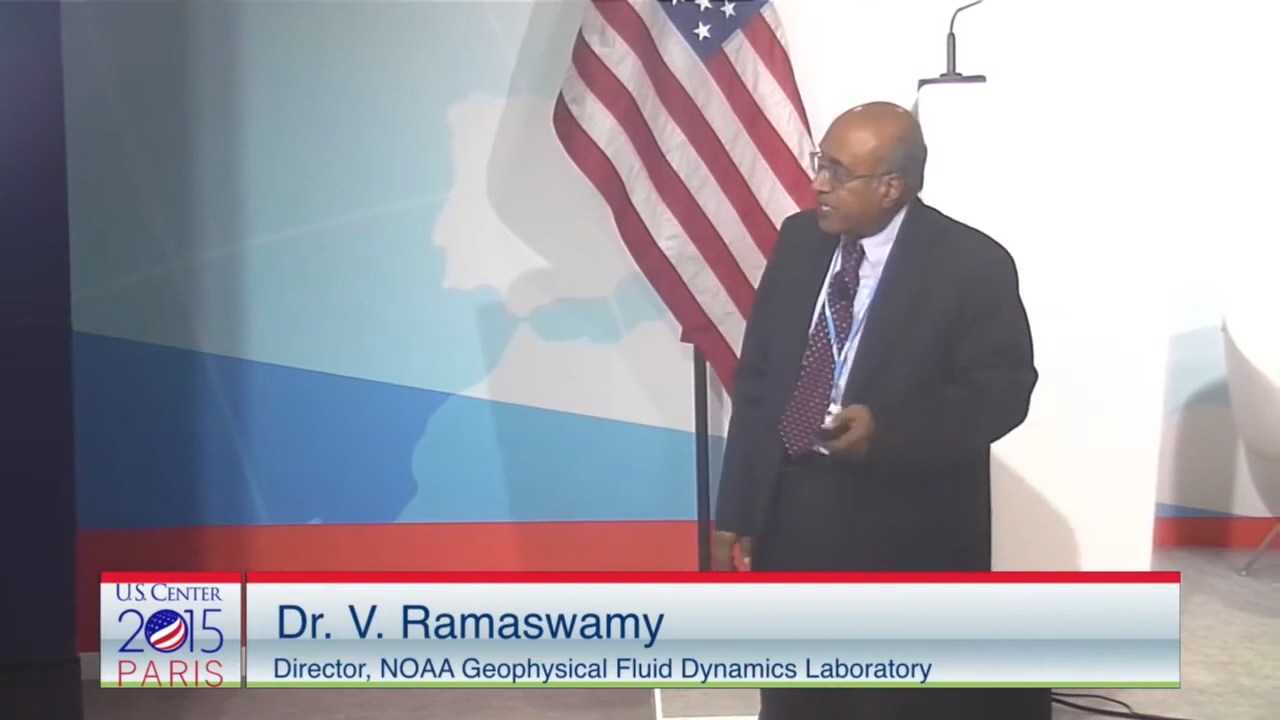 U.S. CENTER
2015
PARIS
Dr. V. Ramaswamy
Director, NOAA Geophysical Fluid Dynamics Laboratory